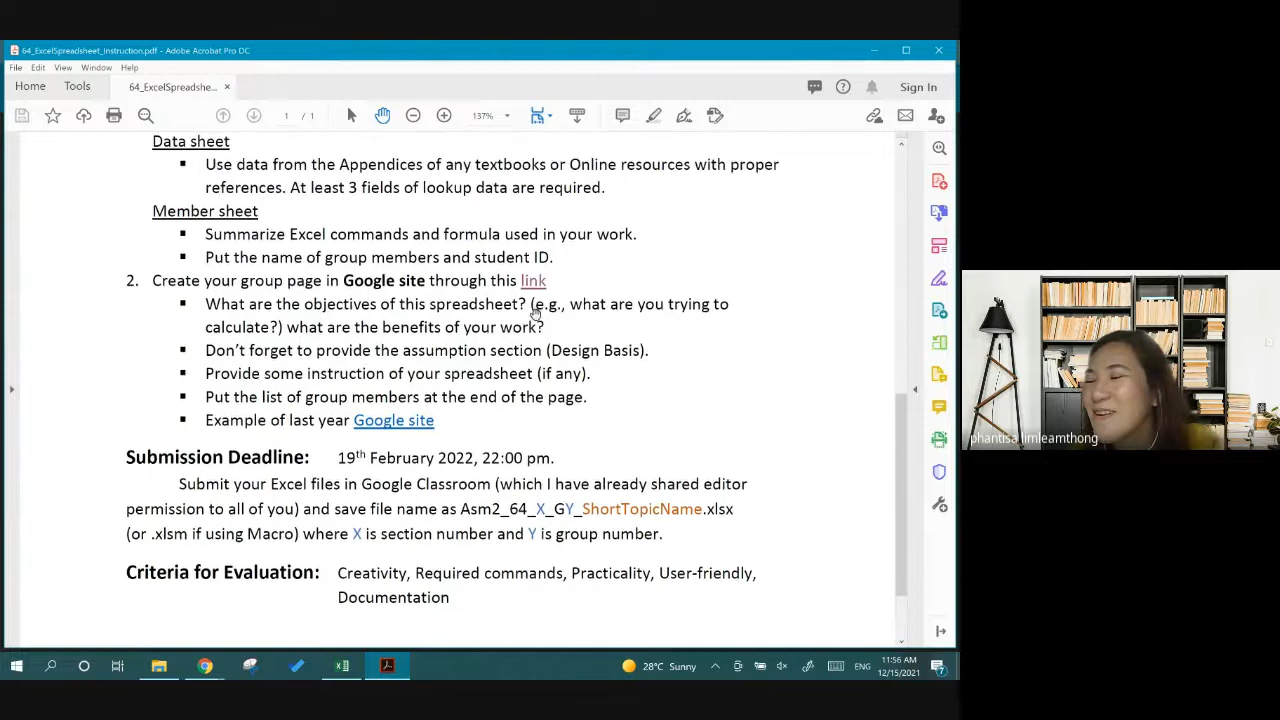 64_ExcelSpreadsheet_Instruction.pdf - Adobe Acrobat Pro DC
File Edit View Window Help
Home Tools 64_ExcelSpreadshe... × Sign In
1 / 1 137%
Data sheet
▪ Use data from the Appendices of any textbooks or Online resources with proper
references. At least 3 fields of lookup data are required.
Member sheet
▪ Summarize Excel commands and formula used in your work.
▪ Put the name of group members and student ID.
2. Create your group page in Google site through this link
▪ What are the objectives of this spreadsheet? (e.g., what are you trying to
calculate?) what are the benefits of your work?
▪ Don't forget to provide the assumption section (Design Basis).
▪ Provide some instruction of your spreadsheet (if any).
▪ Put the list of group members at the end of the page.
▪ Example of last year Google site
Submission Deadline: 19th February 2022, 22:00 pm.
Submit your Excel files in Google Classroom (which I have already shared editor
permission to all of you) and save file name as Asm2_64_X_GY_ShortTopicName.xlsx
(or .xlsm if using Macro) where X is section number and Y is group number.
Criteria for Evaluation: Creativity, Required commands, Practicality, User-friendly,
Documentation
phantisa limleamthong
28°C Sunny ENG 11:56 AM
12/15/2021